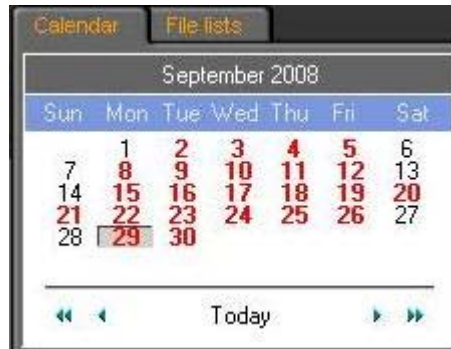 Calendar File lists
September 2008
Sun Mon Tue Wed Thu Fri Sat
1 2 3 4 5 6
7 8 9 10 11 12 13
14 15 16 17 18 19 20
21 22 23 24 25 26 27
28 29 30
Today